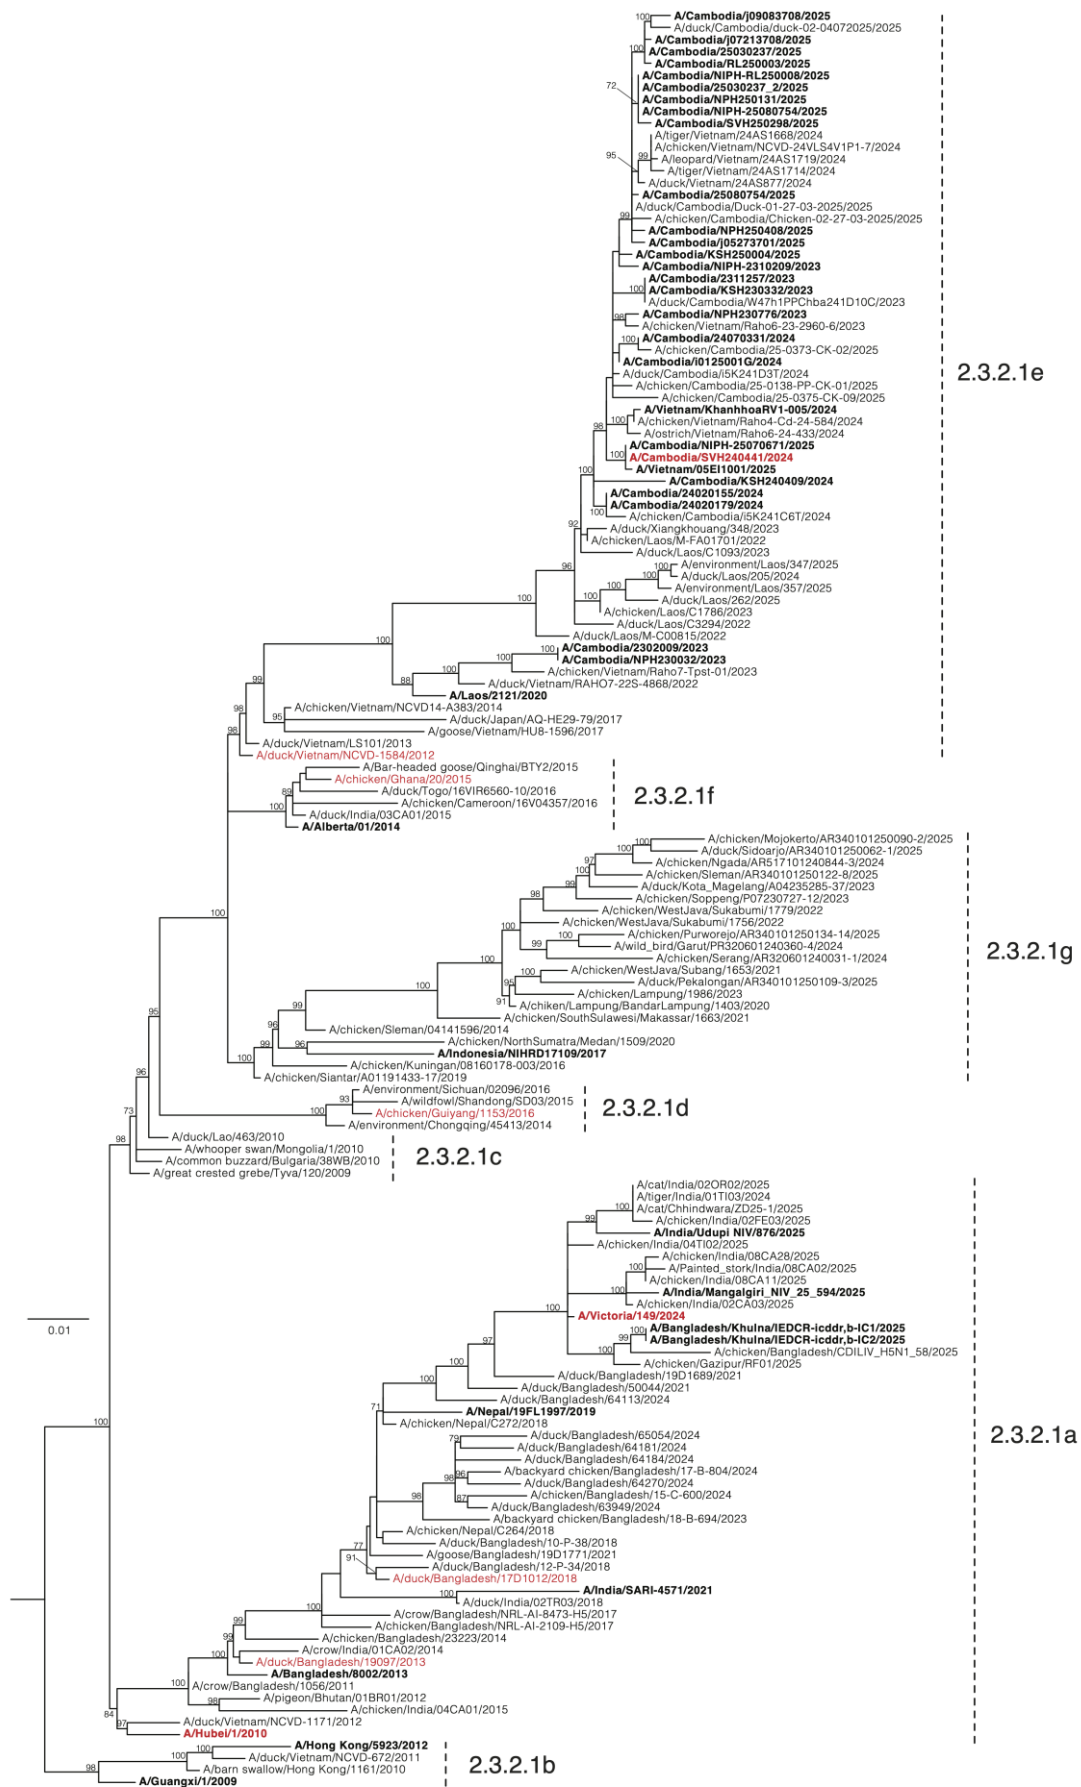 A/Cambodia/j09083708/2025
A/duck/Cambodia/duck-02-04072025/2025
A/Cambodia/j07213708/2025
A/Cambodia/25030237/2025
A/Cambodia/RL250003/2025
A/Cambodia/NIPH-RL250008/2025
A/Cambodia/25030237_2/2025
A/Cambodia/NPH250131/2025
A/Cambodia/NIPH-25080754/2025
A/Cambodia/SVH250298/2025
A/tiger/Vietnam/24AS1668/2024
A/chicken/Vietnam/NCVD-24VLS4V1P1-7/2024
A/leopard/Vietnam/24AS1719/2024
A/tiger/Vietnam/24AS1714/2024
A/duck/Vietnam/24AS877/2024
A/Cambodia/25080754/2025
A/duck/Cambodia/Duck-01-27-03-2025/2025
A/chicken/Cambodia/Chicken-02-27-03-2025/2025
A/Cambodia/NPH250408/2025
A/Cambodia/j05273701/2025
A/Cambodia/KSH250004/2025
A/Cambodia/NIPH-2310209/2023
A/Cambodia/2311257/2023
A/Cambodia/KSH230332/2023
A/duck/Cambodia/W47h1PPChba241D10C/2023
A/Cambodia/NPH230776/2023
A/chicken/Vietnam/Raho6-23-2960-6/2023
A/Cambodia/24070331/2024
A/chicken/Cambodia/25-0373-CK-02/2025
A/Cambodia/i0125001G/2024
A/duck/Cambodia/i5K241D3T/2024
A/chicken/Cambodia/25-0138-PP-CK-01/2025
A/chicken/Cambodia/25-0375-CK-09/2025
A/Vietnam/KhanhhoaRV1-005/2024
A/chicken/Vietnam/Raho4-Cd-24-584/2024
A/ostrich/Vietnam/Raho6-24-433/2024
A/Cambodia/NIPH-25070671/2025
A/Cambodia/SVH240441/2024
A/Vietnam/05EI1001/2025
A/Cambodia/KSH240409/2024
A/Cambodia/24020155/2024
A/Cambodia/24020179/2024
A/chicken/Cambodia/i5K241C6T/2024
A/duck/Xiangkhouang/348/2023
A/chicken/Laos/M-FA01701/2022
A/duck/Laos/C1093/2023
A/environment/Laos/347/2025
A/duck/Laos/205/2024
A/environment/Laos/357/2025
A/duck/Laos/262/2025
A/chicken/Laos/C1786/2023
A/duck/Laos/C3294/2022
A/duck/Laos/M-C00815/2022
A/Cambodia/2302009/2023
A/Cambodia/NPH230032/2023
A/chicken/Vietnam/Raho7-Tpst-01/2023
A/duck/Vietnam/RAHO7-22S-4868/2022
A/Laos/2121/2020
A/chicken/Vietnam/NCVD14-A383/2014
A/duck/Japan/AQ-HE29-79/2017
A/goose/Vietnam/HU8-1596/2017
A/duck/Vietnam/LS101/2013
A/duck/Vietnam/NCVD-1584/2012
2.3.2.1e
A/Bar-headed goose/Qinghai/BTY2/2015
A/chicken/Ghana/20/2015
A/duck/Togo/16VIR6560-10/2016
A/chicken/Cameroon/16V04357/2016
A/duck/India/03CA01/2015
A/Alberta/01/2014
2.3.2.1f
A/chicken/Mojokerto/AR340101250090-2/2025
A/duck/Sidoarjo/AR340101250062-1/2025
A/chicken/Ngada/AR517101240844-3/2024
A/chicken/Sleman/AR340101250122-8/2025
A/duck/Kota_Magelang/A04235285-37/2023
A/chicken/Soppeng/P07230727-12/2023
A/chicken/WestJava/Sukabumi/1779/2022
A/chicken/WestJava/Sukabumi/1756/2022
A/chicken/Purworejo/AR340101250134-14/2025
A/wild_bird/Garut/PR320601240360-4/2024
A/chicken/Serang/AR320601240031-1/2024
A/chicken/WestJava/Subang/1653/2021
A/duck/Pekalongan/AR340101250109-3/2025
A/chicken/Lampung/1986/2023
A/chiken/Lampung/BandarLampung/1403/2020
A/chicken/SouthSulawesi/Makassar/1663/2021
A/chicken/Sleman/04141596/2014
A/chicken/NorthSumatra/Medan/1509/2020
A/Indonesia/NIHRD17109/2017
A/chicken/Kuningan/08160178-003/2016
A/chicken/Siantar/A01191433-17/2019
2.3.2.1g
A/environment/Sichuan/02096/2016
A/wildfowl/Shandong/SD03/2015
A/chicken/Guiyang/1153/2016
A/environment/Chongqing/45413/2014
2.3.2.1d
A/duck/Lao/463/2010
A/whooper swan/Mongolia/1/2010
A/common buzzard/Bulgaria/38WB/2010
A/great crested grebe/Tyva/120/2009
2.3.2.1c
A/cat/India/02OR02/2025
A/tiger/India/01TI03/2024
A/cat/Chhindwara/ZD25-1/2025
A/chicken/India/02FE03/2025
A/India/Udupi NIV/876/2025
A/chicken/India/04TI02/2025
A/chicken/India/08CA28/2025
A/Painted_stork/India/08CA02/2025
A/chicken/India/08CA11/2025
A/India/Mangalgiri_NIV_25_594/2025
A/chicken/India/02CA03/2025
A/Victoria/149/2024
A/Bangladesh/Khulna/IEDCR-icddr,b-IC1/2025
A/Bangladesh/Khulna/IEDCR-icddr,b-IC2/2025
A/chicken/Bangladesh/CDILIV_H5N1_58/2025
A/chicken/Gazipur/RF01/2025
A/duck/Bangladesh/19D1689/2021
A/duck/Bangladesh/50044/2021
A/duck/Bangladesh/64113/2024
A/Nepal/19FL1997/2019
A/chicken/Nepal/C272/2018
A/duck/Bangladesh/65054/2024
A/duck/Bangladesh/64181/2024
A/duck/Bangladesh/64184/2024
A/backyard chicken/Bangladesh/17-B-804/2024
A/duck/Bangladesh/64270/2024
A/chicken/Bangladesh/15-C-600/2024
A/duck/Bangladesh/63949/2024
A/backyard chicken/Bangladesh/18-B-694/2023
A/chicken/Nepal/C264/2018
A/duck/Bangladesh/10-P-38/2018
A/goose/Bangladesh/19D1771/2021
A/duck/Bangladesh/12-P-34/2018
A/duck/Bangladesh/17D1012/2018
A/India/SARI-4571/2021
A/duck/India/02TR03/2018
A/crow/Bangladesh/NRL-AI-8473-H5/2017
A/chicken/Bangladesh/NRL-AI-2109-H5/2017
A/chicken/Bangladesh/23223/2014
A/crow/India/01CA02/2014
A/duck/Bangladesh/19097/2013
A/Bangladesh/8002/2013
A/crow/Bangladesh/1056/2011
A/pigeon/Bhutan/01BR01/2012
A/chicken/India/04CA01/2015
A/duck/Vietnam/NCVD-1171/2012
A/Hubei/1/2010
2.3.2.1a
A/Hong Kong/5923/2012
A/duck/Vietnam/NCVD-672/2011
A/barn swallow/Hong Kong/1161/2010
A/Guangxi/1/2009
2.3.2.1b
0.01